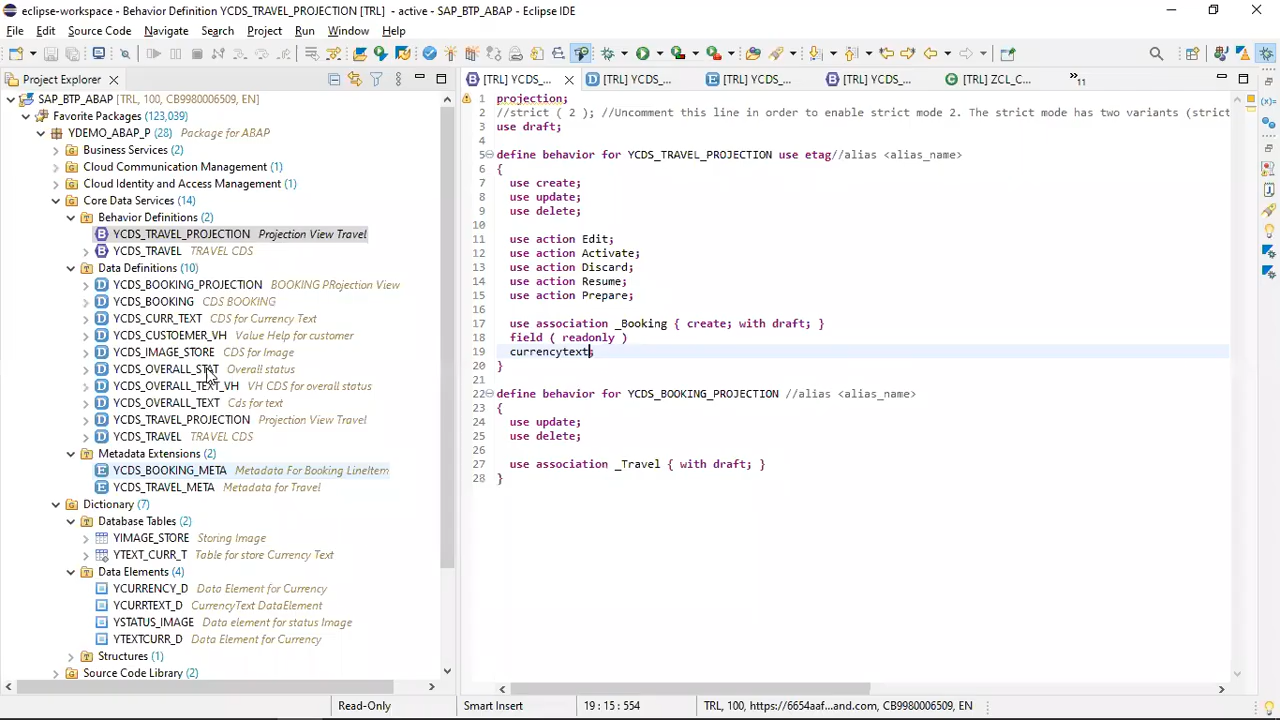 eclipse-workspace - Behavior Definition YCDS_TRAVEL_PROJECTION [TRL] - active - SAP_BTP_ABAP - Eclipse IDE
File Edit Source Code Navigate Search Project Run Window Help
Project Explorer
[TRL] YCDS_... [TRL] YCDS_... [TRL] YCDS_... [TRL] YCDS_... [TRL] ZCL_C... »11
SAP_BTP_ABAP [TRL, 100, CB9980006509, EN]
Favorite Packages (123,039)
YDEMO_ABAP_P (28) Package for ABAP
Business Services (2)
Cloud Communication Management (1)
Cloud Identity and Access Management (1)
Core Data Services (14)
Behavior Definitions (2)
YCDS_TRAVEL_PROJECTION Projection View Travel
YCDS_TRAVEL TRAVEL CDS
Data Definitions (10)
YCDS_BOOKING_PROJECTION BOOKING PRojection View
YCDS_BOOKING CDS BOOKING
YCDS_CURR_TEXT CDS for Currency Text
YCDS_CUSTOEMER_VH Value Help for customer
YCDS_IMAGE_STORE CDS for Image
YCDS_OVERALL_STAT Overall status
YCDS_OVERALL_TEXT_VH VH CDS for overall status
YCDS_OVERALL_TEXT Cds for text
YCDS_TRAVEL_PROJECTION Projection View Travel
YCDS_TRAVEL TRAVEL CDS
Metadata Extensions (2)
YCDS_BOOKING_META Metadata For Booking LineItem
YCDS_TRAVEL_META Metadata for Travel
Dictionary (7)
Database Tables (2)
YIMAGE_STORE Storing Image
YTEXT_CURR_T Table for store Currency Text
Data Elements (4)
YCURRENCY_D Data Element for Currency
YCURRTEXT_D CurrencyText DataElement
YSTATUS_IMAGE Data element for status Image
YTEXTCURR_D Data Element for Currency
Structures (1)
Source Code Library (2)
1 projection;
2 //strict ( 2 ); //Uncomment this line in order to enable strict mode 2. The strict mode has two variants (strict
3 use draft;
4
5 define behavior for YCDS_TRAVEL_PROJECTION use etag//alias <alias_name>
6 {
7 use create;
8 use update;
9 use delete;
10
11 use action Edit;
12 use action Activate;
13 use action Discard;
14 use action Resume;
15 use action Prepare;
16
17 use association _Booking { create; with draft; }
18 field ( readonly )
19 currencytext;
20 }
21
22 define behavior for YCDS_BOOKING_PROJECTION //alias <alias_name>
23 {
24 use update;
25 use delete;
26
27 use association _Travel { with draft; }
28 }
Read-Only Smart Insert 19 : 15 : 554 TRL, 100, https://6654aaf...and.com, CB9980006509, EN